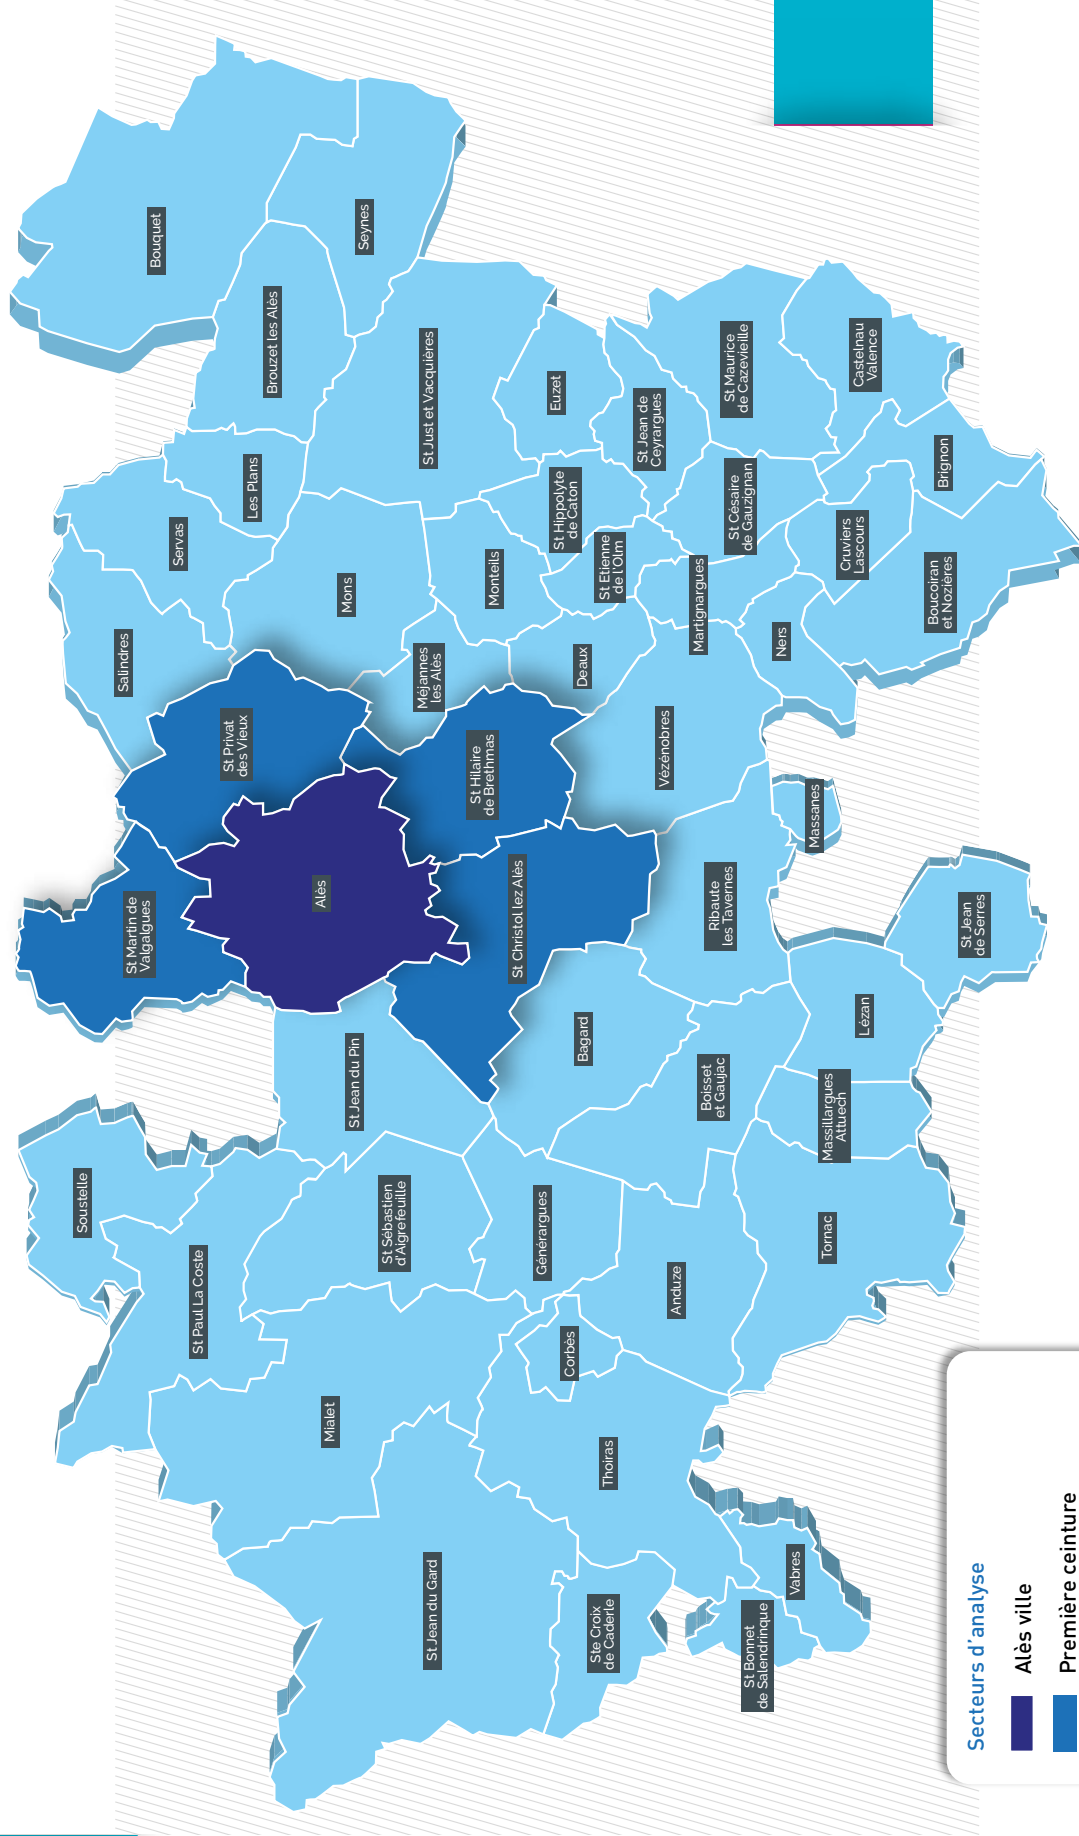 Bouquet
Seynes
Brouzet les Alès
St Just et Vacquières
Les Plans
Servas
Salindres
Mons
Monteils
Méjannes
les Alès
Euzet
St Jean de
Ceyrargues
St Maurice
de Cazevieille
Castelnau
Valence
St Hippolyte
de Caton
St Etienne
de l'Olm
St Césaire
de Gauzignan
Brignon
Cruviers
Lascours
Boucoiran
et Nozières
Martignargues
Ners
Deaux
Vézénobres
St Privat
des Vieux
St Hilaire
de Brethmas
Alès
St Martin de
Valgalgues
St Christol lez Alès
Massanes
Ribaute
les Tavernes
St Jean
de Serres
Lézan
Bagard
Boisset
et Gaujac
Massillargues
Attuech
St Jean du Pin
Soustelle
St Sébastien
d'Aigrefeuille
Générargues
Tornac
Anduze
St Paul La Coste
Corbès
Mialet
Thoiras
St Jean du Gard
Ste Croix
de Caderle
Vabres
St Bonnet
de Salendrinque
Secteurs d'analyse
Alès ville
Première ceinture